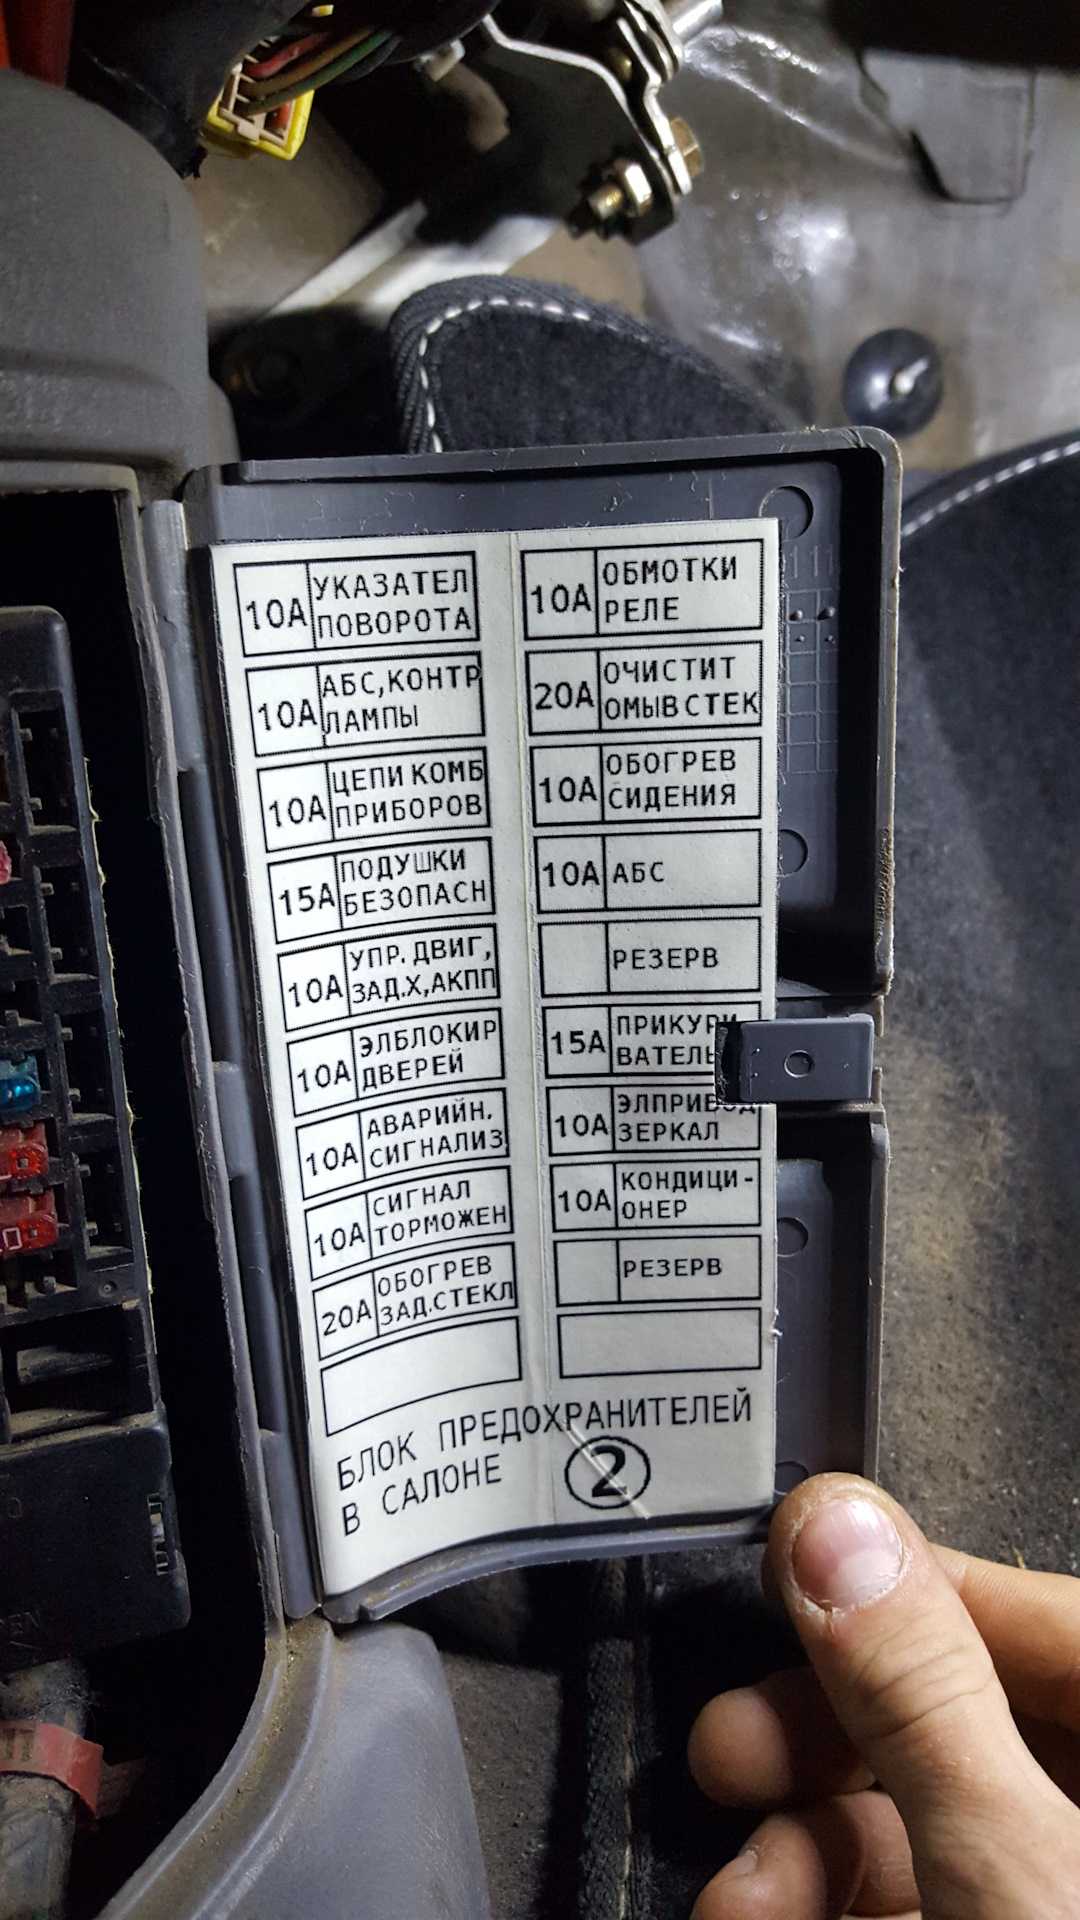 10А УКАЗАТЕЛ
ПОВОРОТА
10А АБС,КОНТР
ЛАМПЫ
10А ЦЕПИ КОМБ
ПРИБОРОВ
15А ПОДУШКИ
БЕЗОПАСН
10А УПР. ДВИГ,
ЗАД.Х,АКПП
10А ЭЛБЛОКИР
ДВЕРЕЙ
10А АВАРИЙН.
СИГНАЛИЗ
10А СИГНАЛ
ТОРМОЖЕН
20А ОБОГРЕВ
ЗАД.СТЕКЛ
10А ОБМОТКИ
РЕЛЕ
20А ОЧИСТИТ
ОМЫВСТЕК
10А ОБОГРЕВ
СИДЕНИЯ
10А АБС
РЕЗЕРВ
15А ПРИКУРИ
ВАТЕЛЬ
10А ЭЛПРИВОД
ЗЕРКАЛ
10А КОНДИЦИ-
ОНЕР
РЕЗЕРВ
БЛОК ПРЕДОХРАНИТЕЛЕЙ
В САЛОНЕ 2